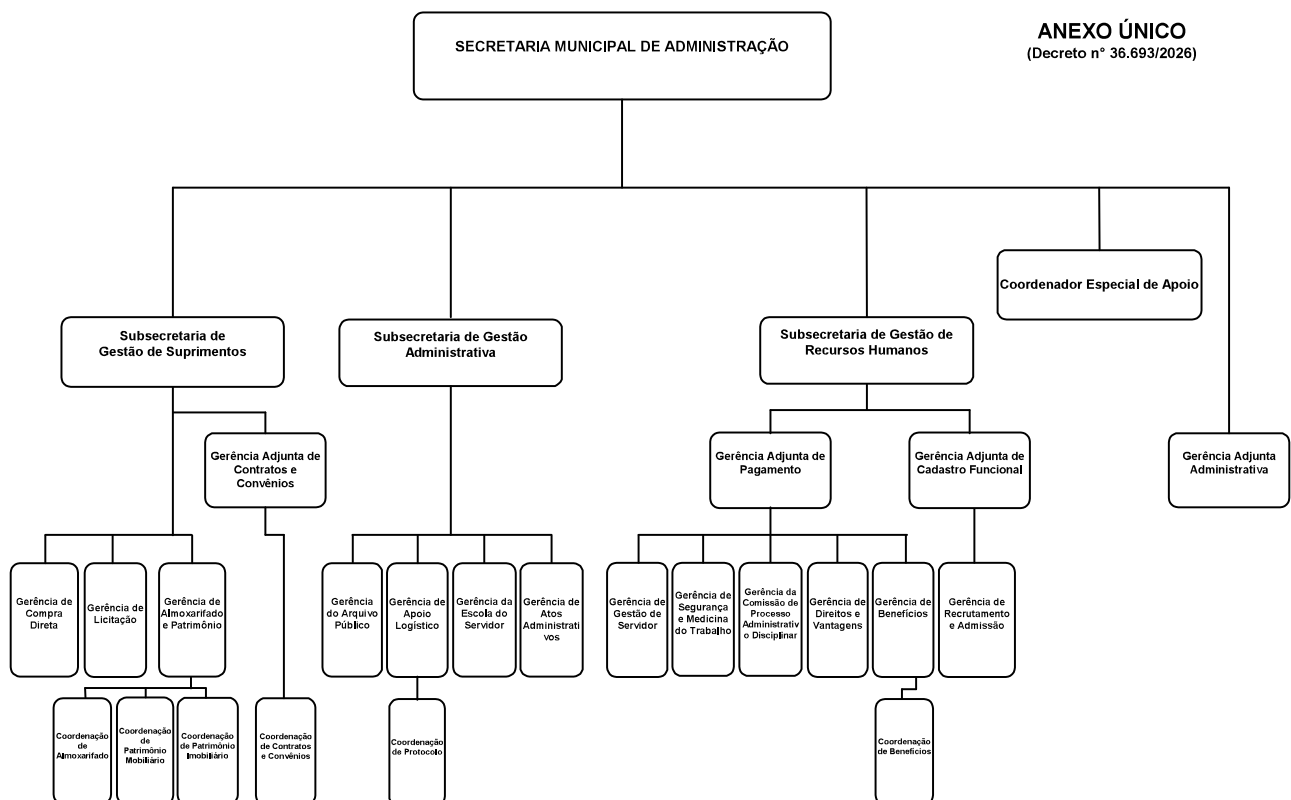 SECRETARIA MUNICIPAL DE ADMINISTRAÇÃO
ANEXO ÚNICO
(Decreto n° 36.693/2026)
Coordenador Especial de Apoio
Subsecretaria de
Gestão de Suprimentos
Subsecretaria de Gestão
Administrativa
Subsecretaria de Gestão de
Recursos Humanos
Gerência Adjunta de
Contratos e
Convênios
Gerência Adjunta de
Pagamento
Gerência Adjunta de
Cadastro Funcional
Gerência Adjunta
Administrativa
Gerência de
Compra
Direta
Gerência de
Licitação
Gerência de
Almoxarifado
e Patrimônio
Gerência
do Arquivo
Público
Gerência de
Apoio
Logístico
Gerência da
Escola do
Servidor
Gerência de
Atos
Administrati
vos
Gerência de
Gestão de
Servidor
Gerência de
Segurança
e Medicina
do Trabalho
Gerência da
Comissão de
Processo
Administrativ
o Disciplinar
Gerência de
Direitos e
Vantagens
Gerência de
Benefícios
Gerência de
Recrutamento
e Admissão
Coordenação
de
Almoxarifado
Coordenação
de
Patrimônio
Mobiliário
Coordenação
de Patrimônio
Imobiliário
Coordenação
de Contratos
e Convênios
Coordenação
de Protocolo
Coordenação
de Benefícios